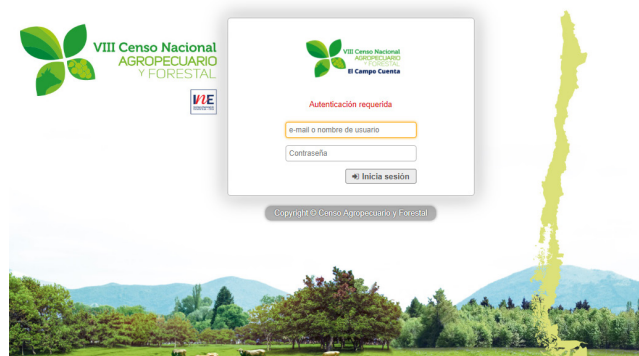 VIII Censo Nacional
AGROPECUARIO
Y FORESTAL
INE
VIII Censo Nacional
AGROPECUARIO
Y FORESTAL
El Campo Cuenta
Autenticación requerida
e-mail o nombre de usuario
Contraseña
Inicia sesión
Copyright © Censo Agropecuario y Forestal